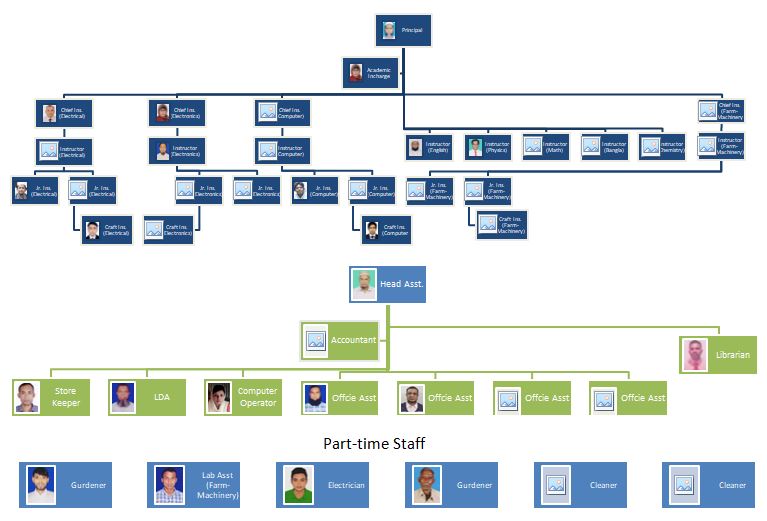 Principal
Academic
Incharge
Chief Ins.
(Electrical)
Chief Ins.
(Electronics)
Chief Ins.
Computer)
Chief Ins.
(Farm-
Machinery
Instructor
(Electrical)
Instructor
(Electronics)
Instructor
Computer)
Instructor
(English)
Instructor
(Physics)
Instructor
(Math)
Instructor
(Bangla)
Instructor
Chemistry)
Instructor
(Farm-
Machinery)
Jr. Ins.
(Electrical)
Jr. Ins.
(Electrical)
Jr. Ins.
Electronics
Jr. Ins.
Electronics)
Jr. Ins.
(Computer)
Jr. Ins.
(Computer)
Jr. Ins.
(Farm-
Machinery)
Jr. Ins.
(Farm-
Machinery)
Craft Ins.
(Electrical)
Craft Ins.
Electronics)
Craft Ins.
(Computer
Craft Ins.
(Farm-
Machinery)
Head Asst.
Accountant
Librarian
Store
Keeper
LDA
Computer
Operator
Offcie Asst
Offcie Asst
Offcie Asst
Offcie Asst
Part-time Staff
Gurdener
Lab Asst
(Farm-
Machinery)
Electrician
Gurdener
Cleaner
Cleaner